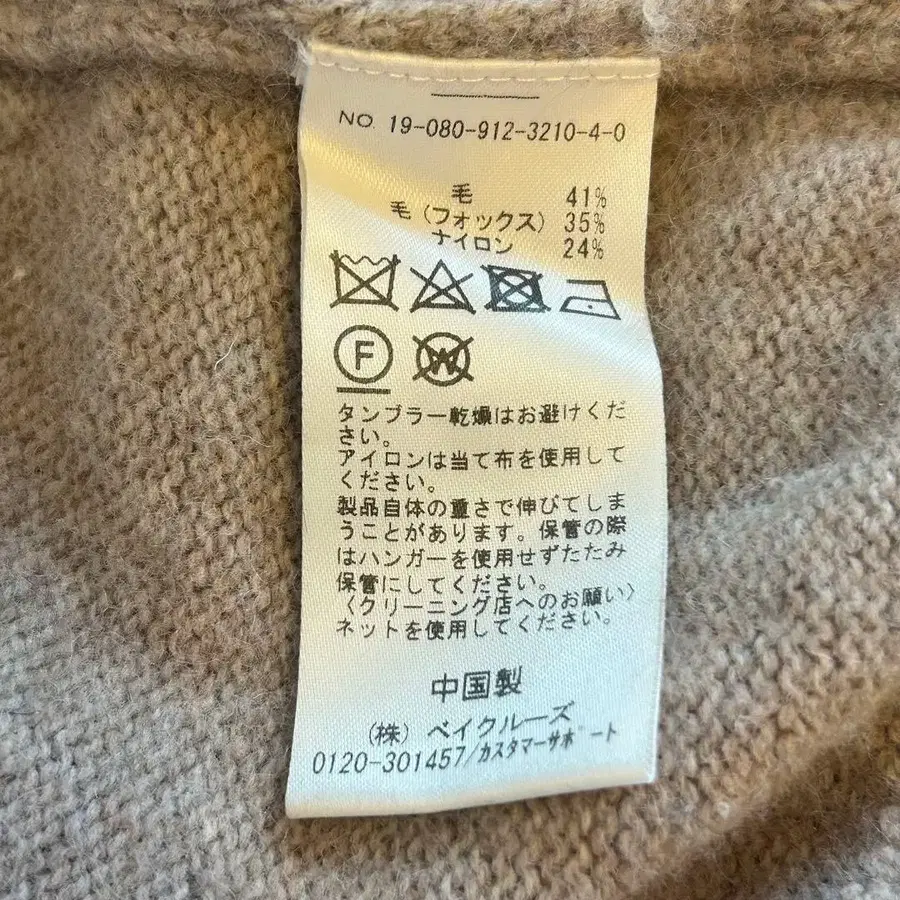 NO. 19-080-912-3210-4-0
毛 41%
毛(フォックス) 35%
ナイロン 24%
F W
タンブラー乾燥はお避けくだ
さい。
アイロンは当て布を使用して
ください。
製品自体の重さで伸びてしま
うことがあります。保管の際
はハンガーを使用せずたたみ
保管にしてください。
〈クリーニング店へのお願い〉
ネットを使用してください。
中国製
(株) ベイクルーズ
0120-301457/カスタマーサポート